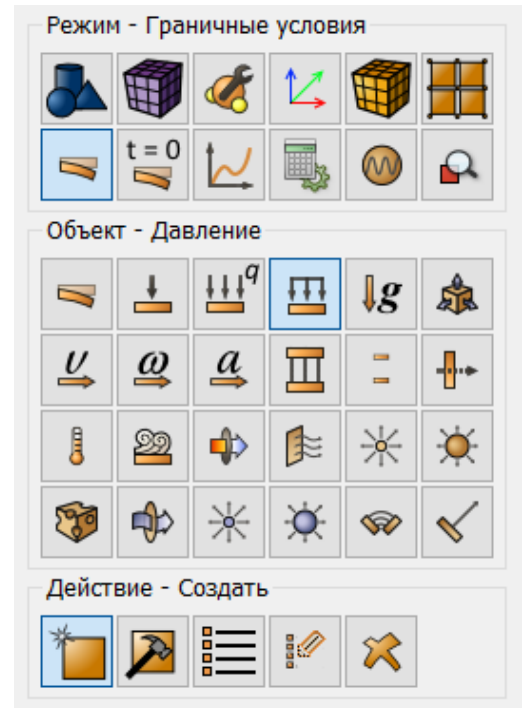 Режим - Граничные условия
t = 0
Объект - Давление
q
g
υ ω a
Действие - Создать